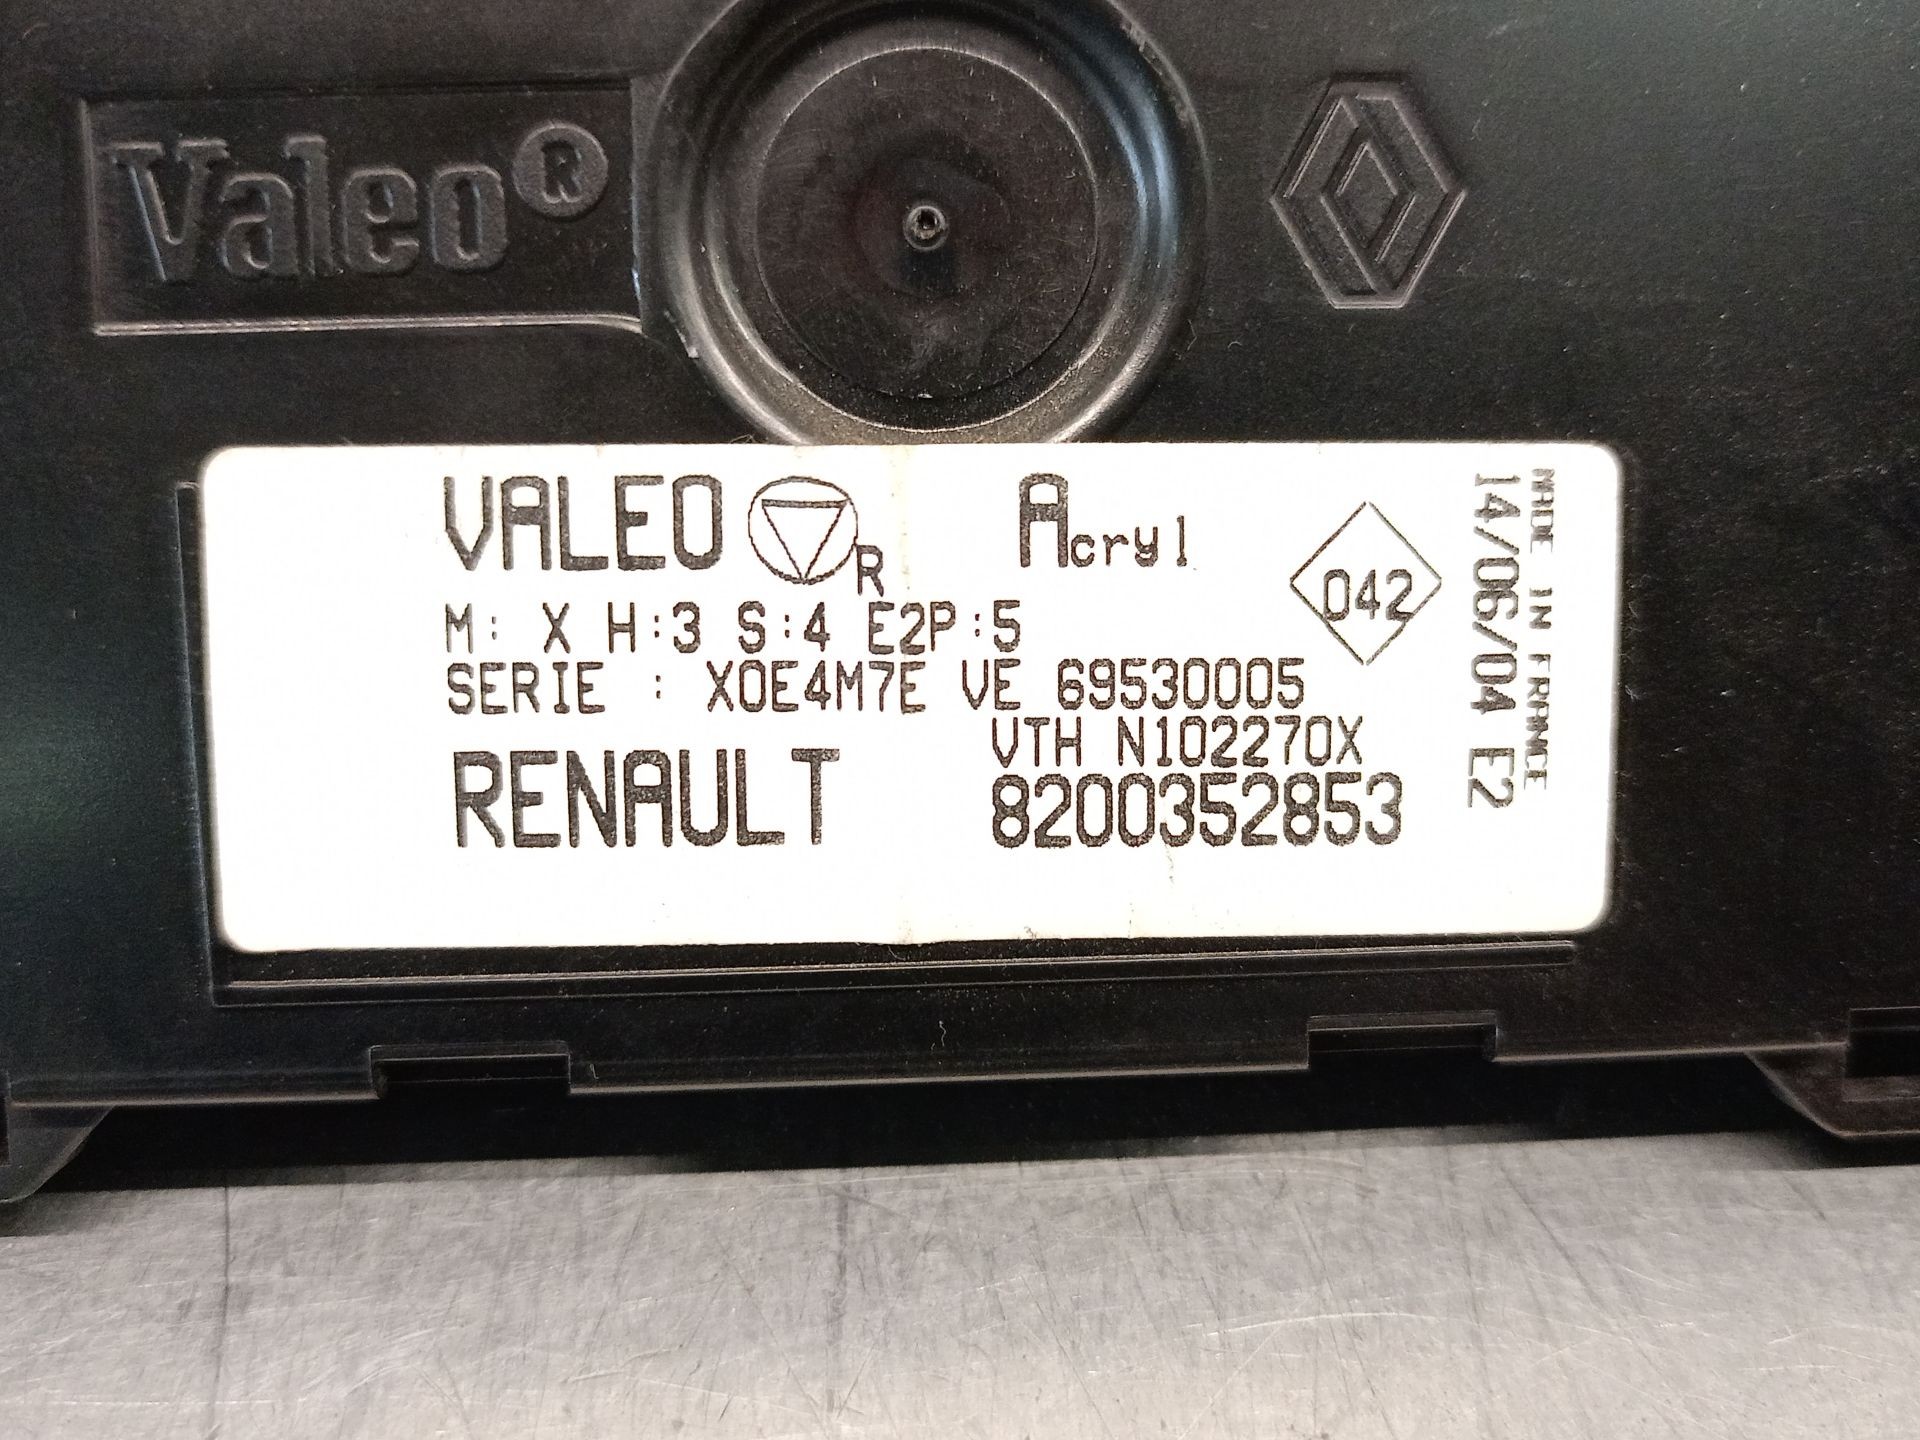 Valeo®
VALEO R Acryl
M: X H:3 S:4 E2P:5
042
SERIE : X0E4M7E VE 69530005
VTH N102270X
RENAULT 8200352853
MADE IN FRANCE
14/06/04 E2